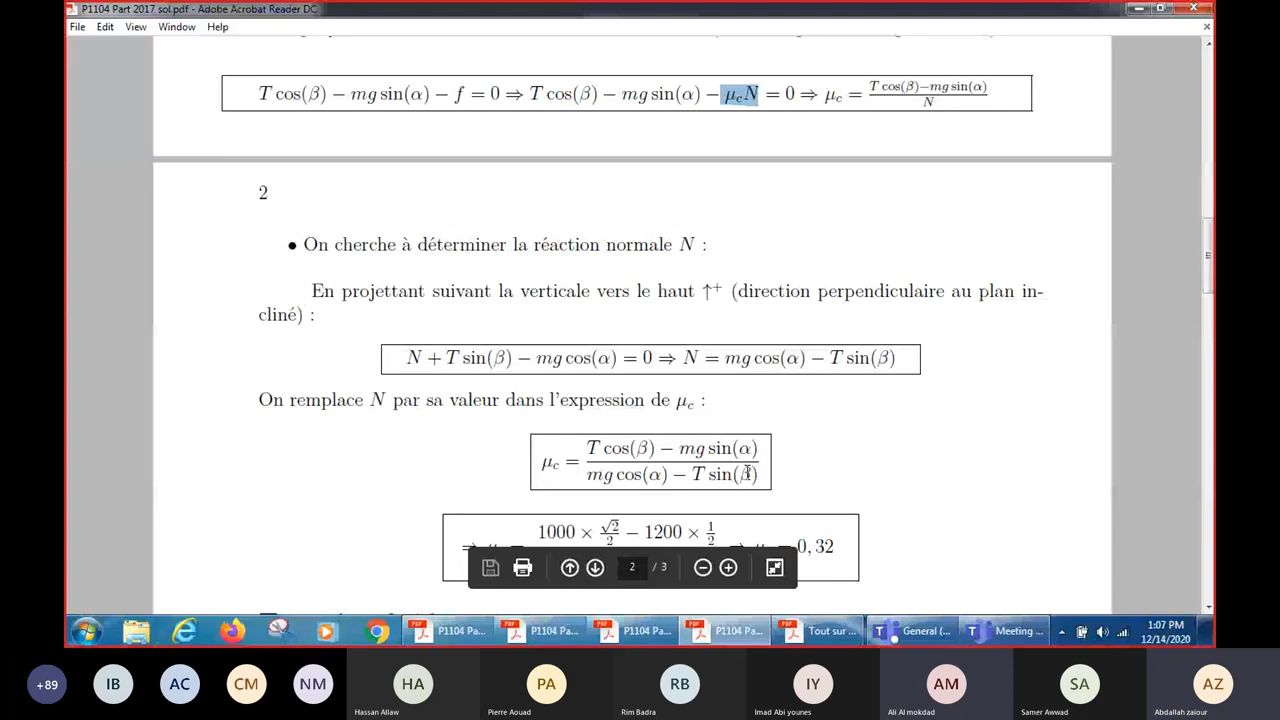 P1104 Part 2017 sol.pdf - Adobe Acrobat Reader DC
File Edit View Window Help
T cos(β) − mg sin(α) − f = 0 ⇒ T cos(β) − mg sin(α) − μcN = 0 ⇒ μc = (T cos(β)−mg sin(α))/N
2
• On cherche à déterminer la réaction normale N :
En projettant suivant la verticale vers le haut ↑+ (direction perpendiculaire au plan in-
cliné) :
N + T sin(β) − mg cos(α) = 0 ⇒ N = mg cos(α) − T sin(β)
On remplace N par sa valeur dans l'expression de μc :
μc = (T cos(β) − mg sin(α))/(mg cos(α) − T sin(β))
1000 × √2/2 − 1200 × 1/2
0, 32
2 / 3
P1104 Pa... P1104 Pa... P1104 Pa... P1104 Pa... Tout sur ... General (... Meeting ...
1:07 PM
12/14/2020
+89 IB AC CM NM HA PA RB IY AM SA AZ
Hassan Allaw Pierre Aouad Rim Badra Imad Abi younes Ali Al mokdad Samer Awwad Abdallah zaiour